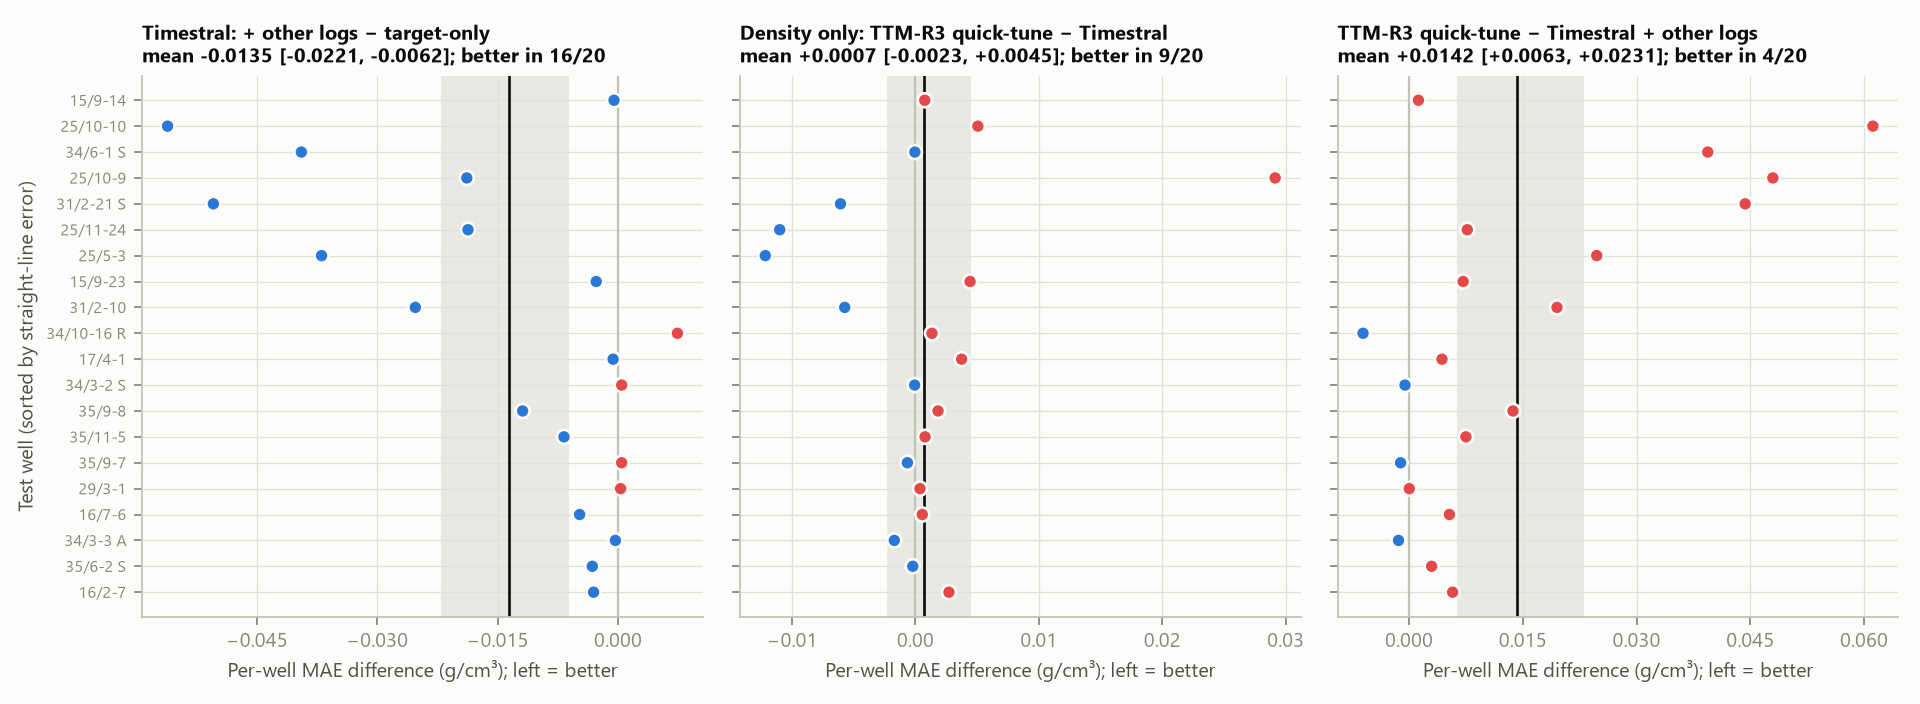 Timestral: + other logs − target-only
mean -0.0135 [-0.0221, -0.0062]; better in 16/20
Density only: TTM-R3 quick-tune − Timestral
mean +0.0007 [-0.0023, +0.0045]; better in 9/20
TTM-R3 quick-tune − Timestral + other logs
mean +0.0142 [+0.0063, +0.0231]; better in 4/20
Test well (sorted by straight-line error)
15/9-14
25/10-10
34/6-1 S
25/10-9
31/2-21 S
25/11-24
25/5-3
15/9-23
31/2-10
34/10-16 R
17/4-1
34/3-2 S
35/9-8
35/11-5
35/9-7
29/3-1
16/7-6
34/3-3 A
35/6-2 S
16/2-7
−0.045 −0.030 −0.015 0.000
Per-well MAE difference (g/cm³); left = better
−0.01 0.00 0.01 0.02 0.03
Per-well MAE difference (g/cm³); left = better
0.000 0.015 0.030 0.045 0.060
Per-well MAE difference (g/cm³); left = better